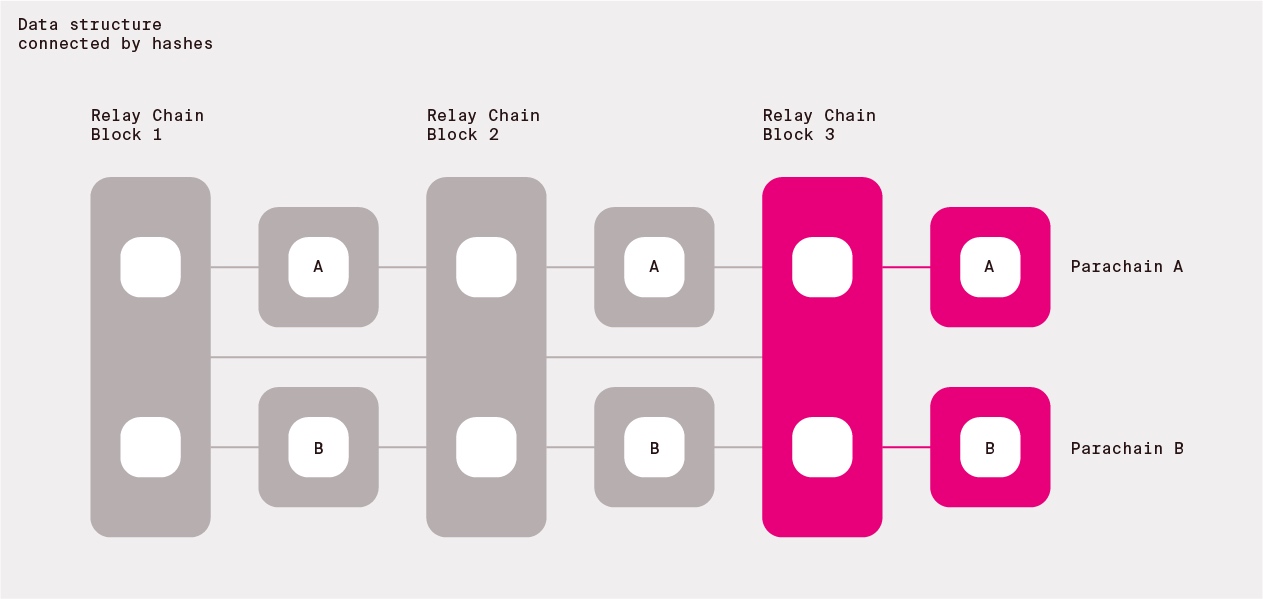 Data structure
connected by hashes
Relay Chain
Block 1
Relay Chain
Block 2
Relay Chain
Block 3
A
A
A
Parachain A
B
B
B
Parachain B